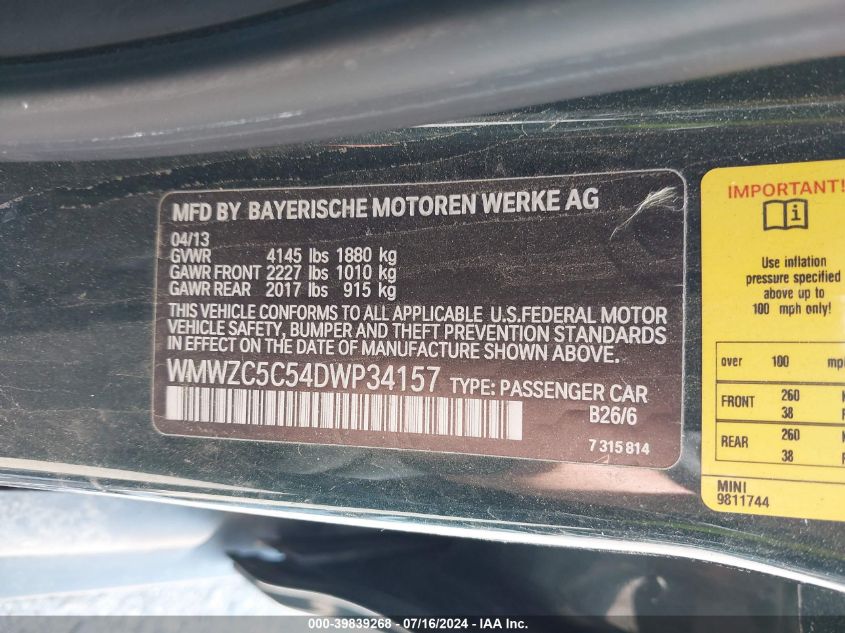 MFD BY BAYERISCHE MOTOREN WERKE AG
04/13
GVWR 4145 lbs 1880 kg
GAWR FRONT 2227 lbs 1010 kg
GAWR REAR 2017 lbs 915 kg
THIS VEHICLE CONFORMS TO ALL APPLICABLE U.S.FEDERAL MOTOR
VEHICLE SAFETY, BUMPER AND THEFT PREVENTION STANDARDS
IN EFFECT ON THE DATE OF MANUFACTURE SHOWN ABOVE.
WMWZC5C54DWP34157 TYPE: PASSENGER CAR
B26/6
7 315 814
IMPORTANT!
i
Use inflation
pressure specified
above up to
100 mph only!
over 100 mp
FRONT 260
38
REAR 260
38
MINI
9811744
000--39839268 - 07/16/2024 - IAA Inc.